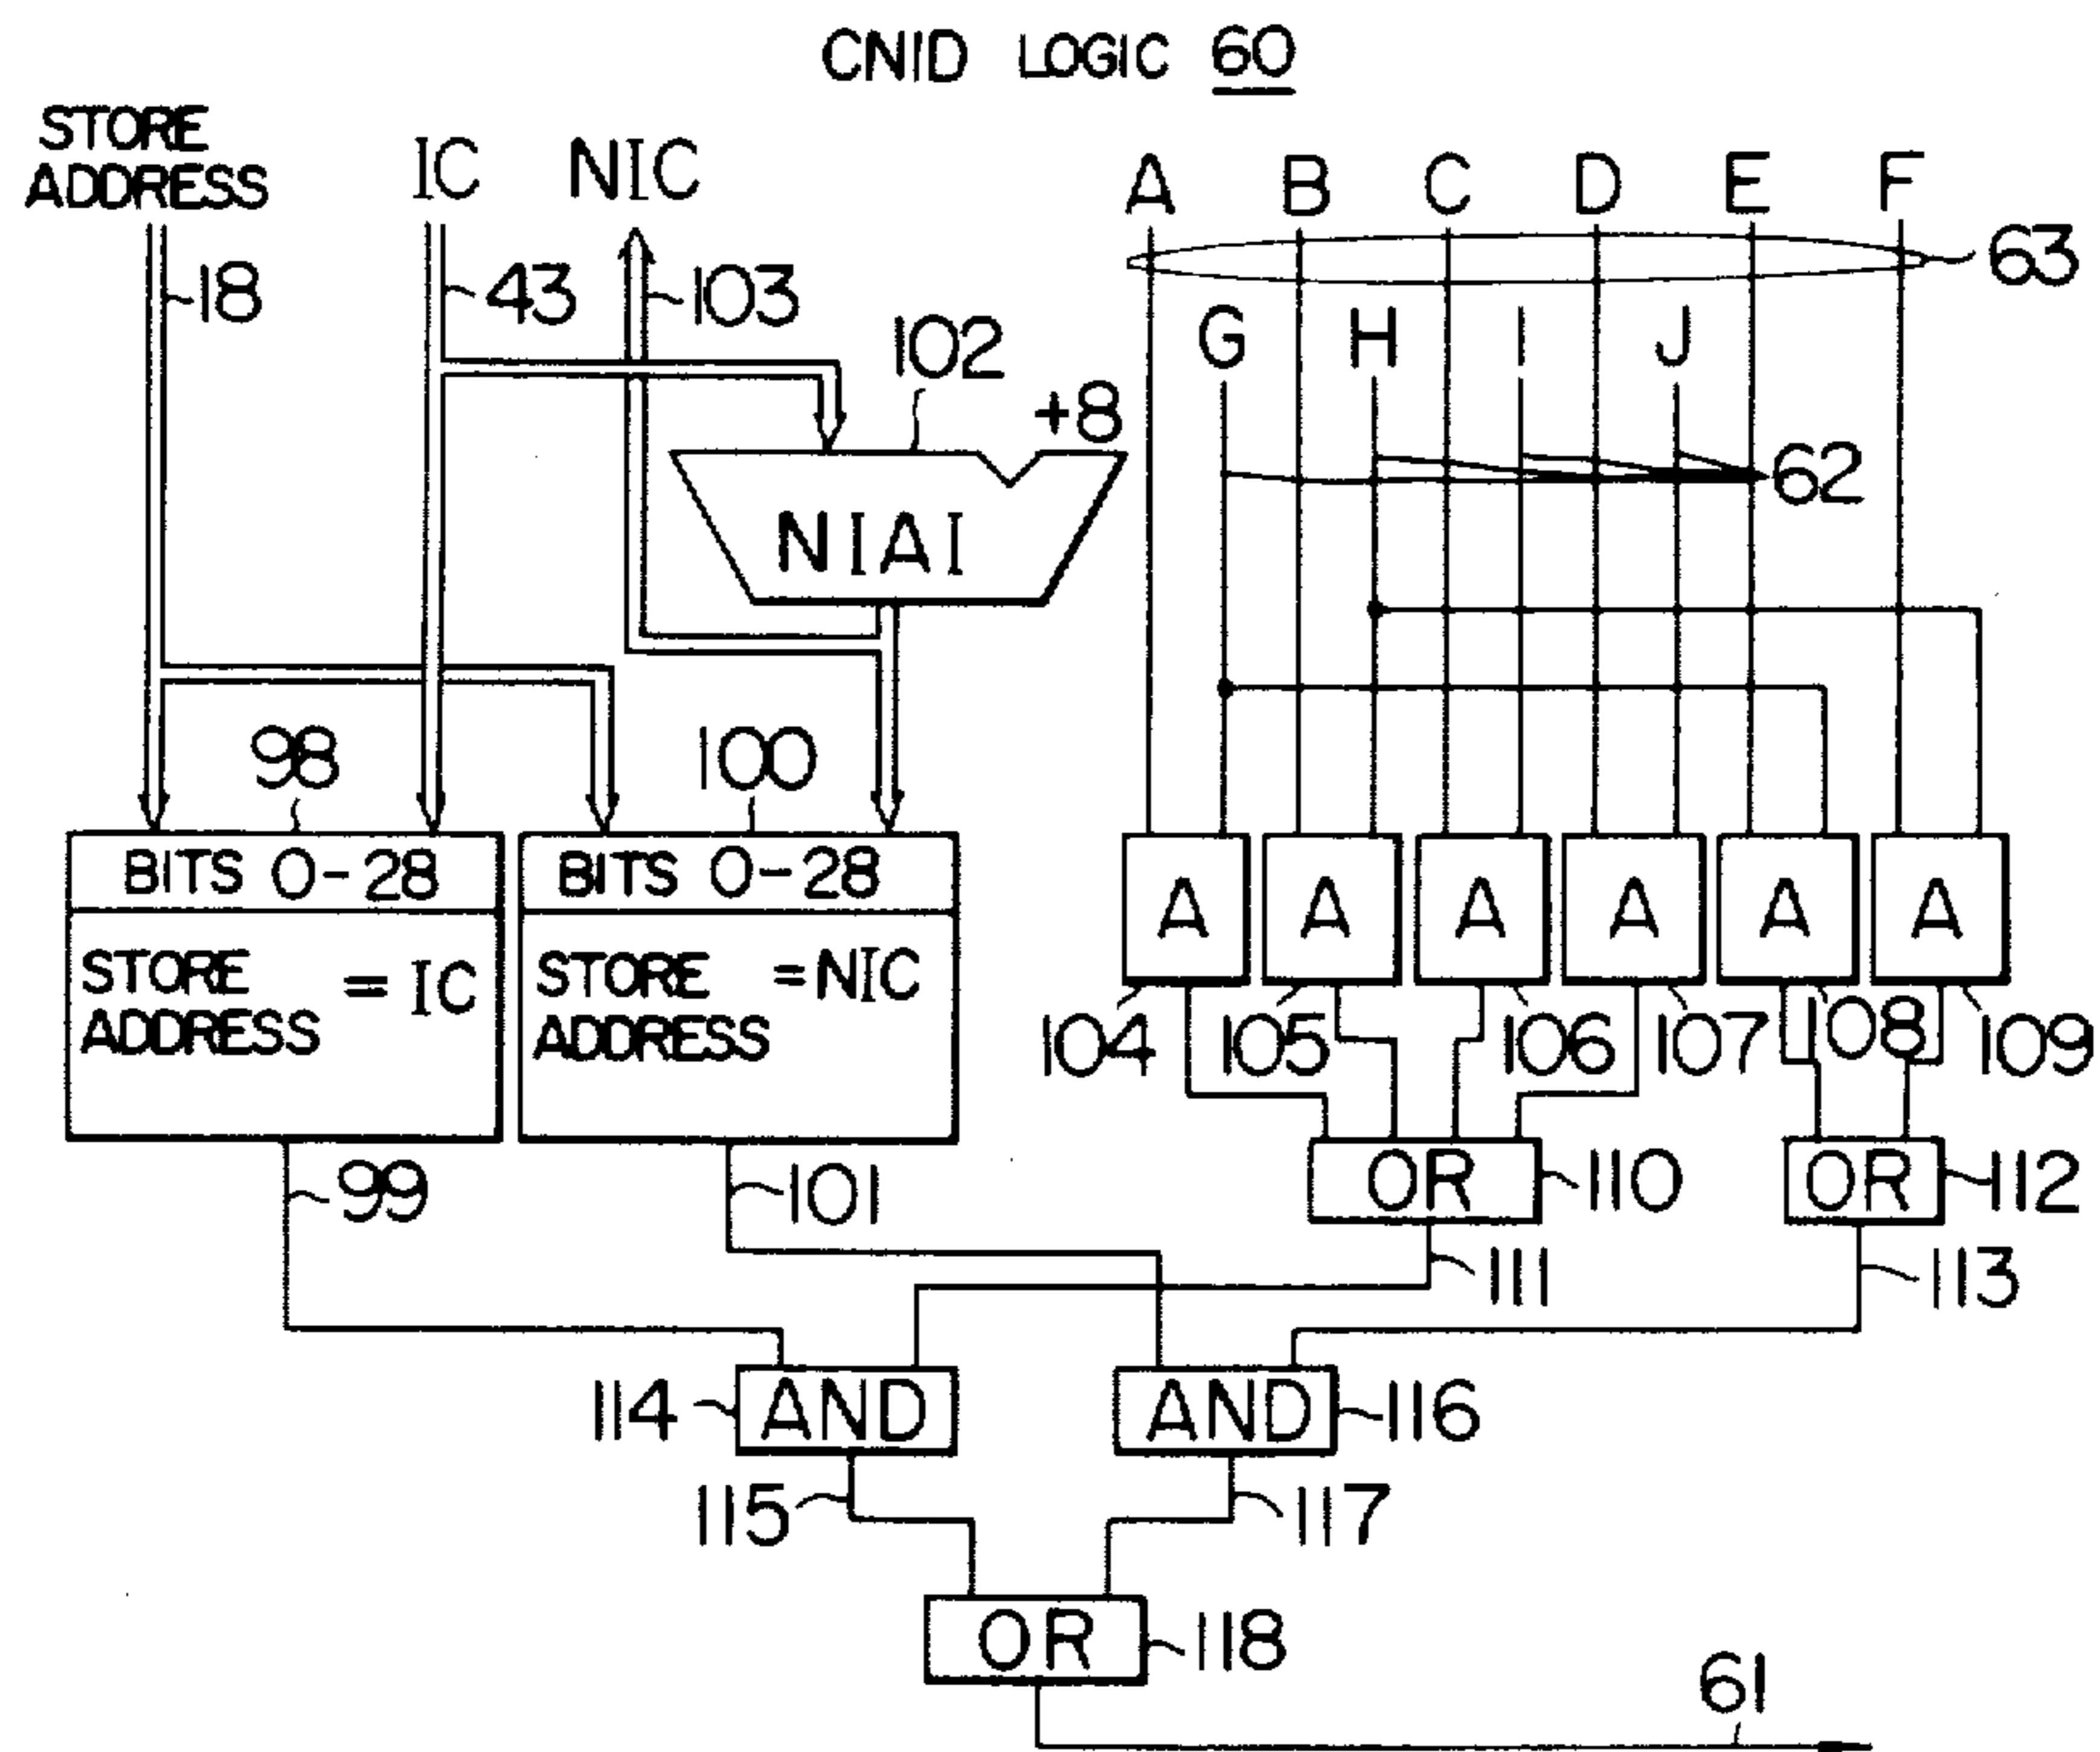 CNID LOGIC 60
STORE
ADDRESS
IC
NIC
A B C D E F
18
43
103
63
G H I J
102
+8
62
NIAI
98
100
BITS 0-28
BITS 0-28
A A A A A A
STORE
ADDRESS
= IC
STORE
ADDRESS
= NIC
104
105
106
107
108
109
99
101
OR
110
OR
112
111
113
114
AND
AND
116
115
117
OR
118
61